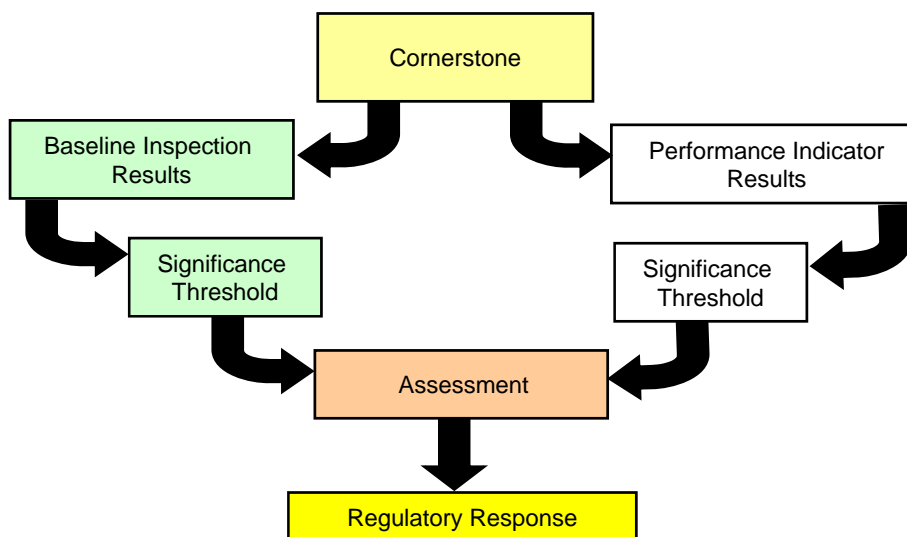 Cornerstone
Baseline Inspection
Results
Performance Indicator
Results
Significance
Threshold
Significance
Threshold
Assessment
Regulatory Response